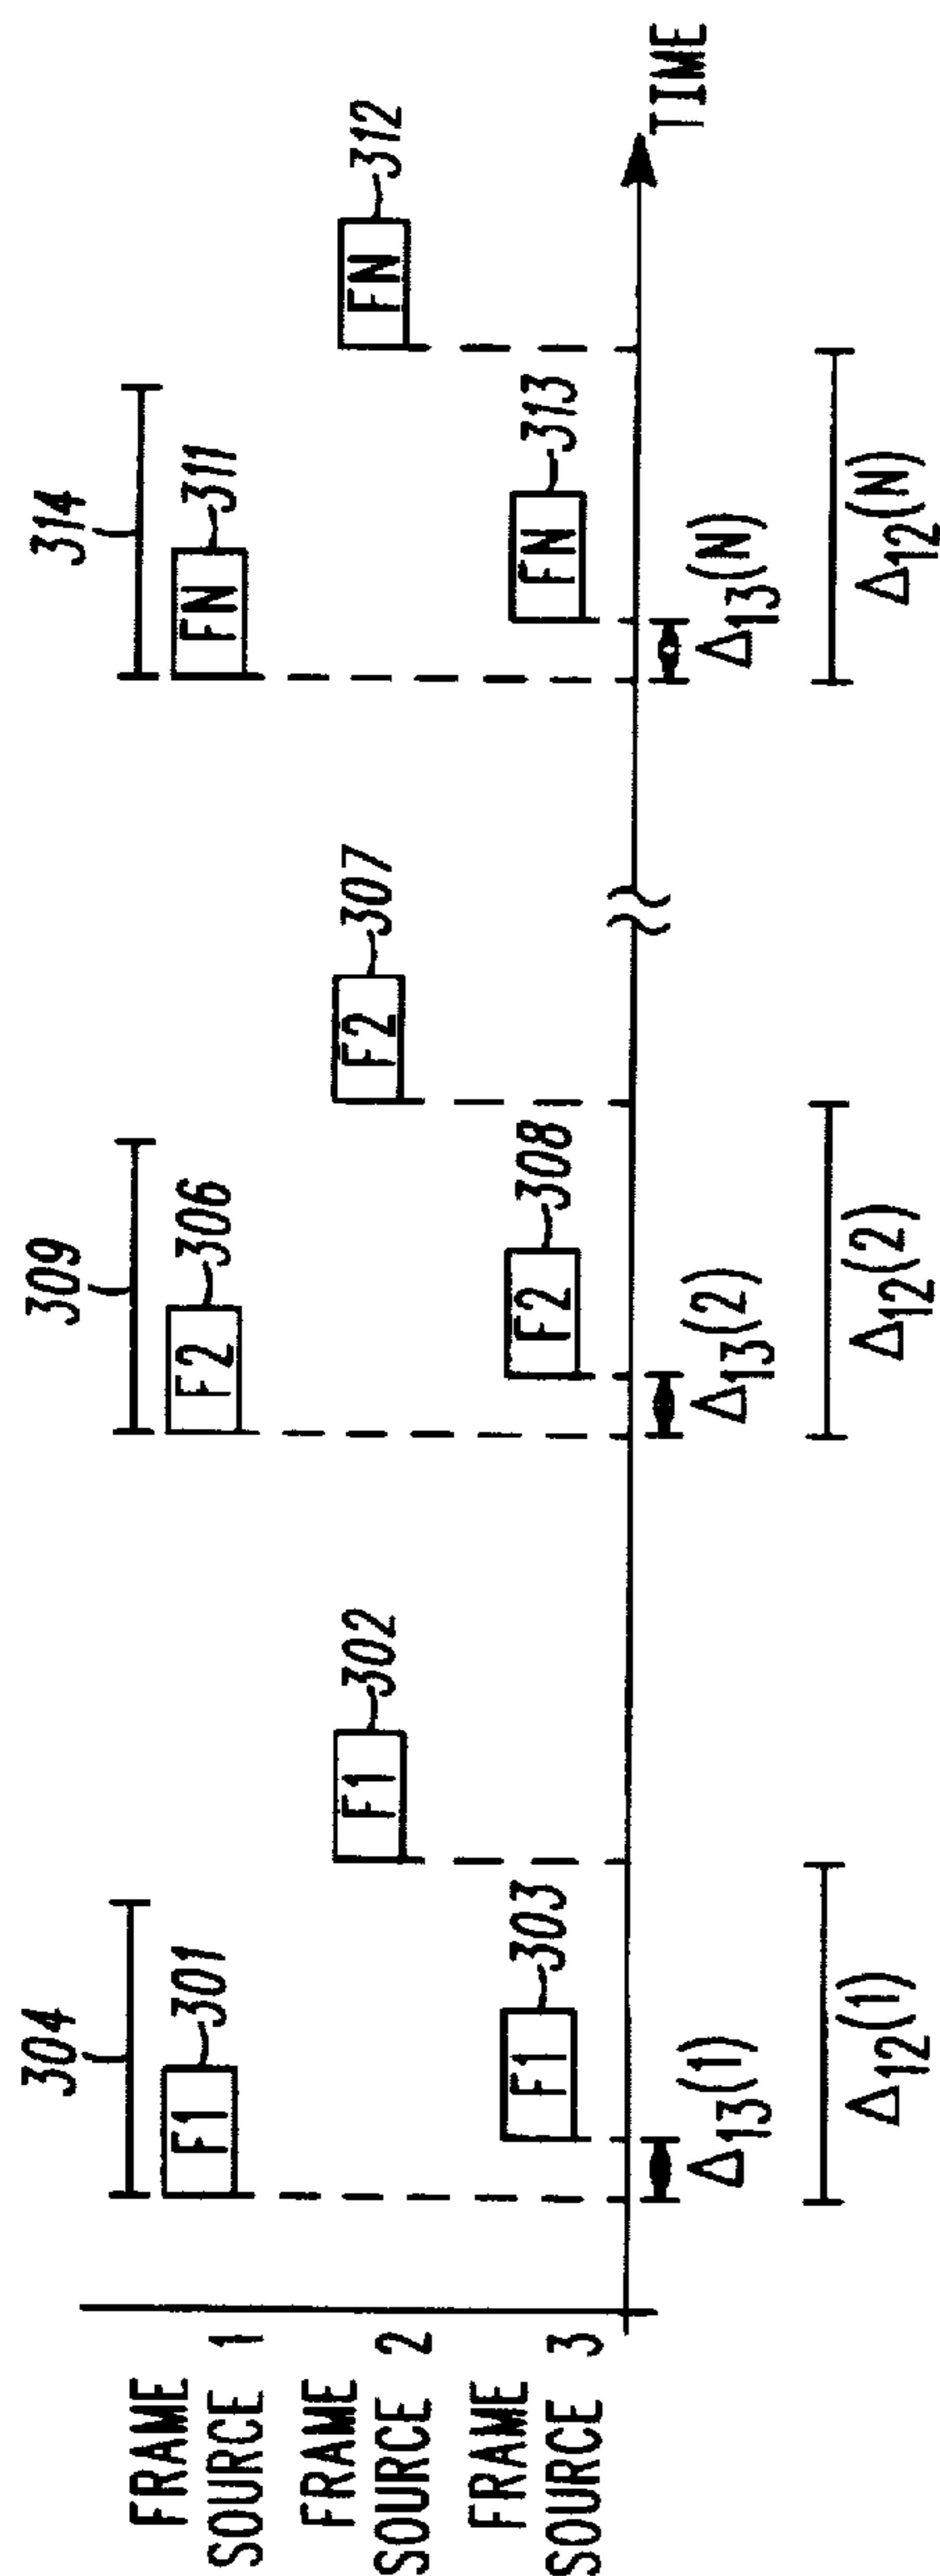 304
309
314
FRAME
SOURCE 1
F1
301
F2
306
FN
311
FRAME
SOURCE 2
F1
302
F2
307
FN
312
FRAME
SOURCE 3
F1
303
F2
308
FN
313
TIME
Δ13(1)
Δ13(2)
Δ13(N)
Δ12(1)
Δ12(2)
Δ12(N)